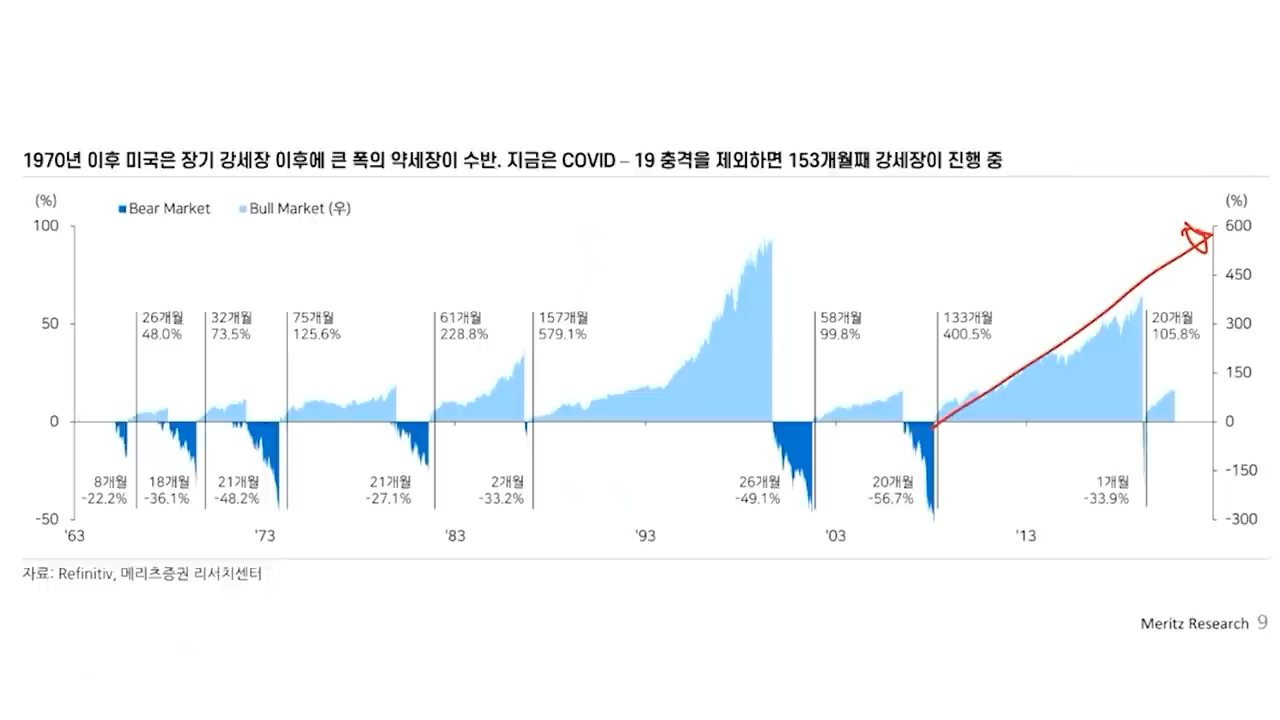 1970년 이후 미국은 장기 강세장 이후에 큰 폭의 약세장이 수반. 지금은 COVID – 19 충격을 제외하면 153개월째 강세장이 진행 중
(%)
Bear Market
Bull Market (우)
(%)
100
600
450
50
300
150
0
0
-150
-50
-300
26개월
48.0%
32개월
73.5%
75개월
125.6%
61개월
228.8%
157개월
579.1%
58개월
99.8%
133개월
400.5%
20개월
105.8%
8개월
-22.2%
18개월
-36.1%
21개월
-48.2%
21개월
-27.1%
2개월
-33.2%
26개월
-49.1%
20개월
-56.7%
1개월
-33.9%
'63
'73
'83
'93
'03
'13
자료: Refinitiv, 메리츠증권 리서치센터
Meritz Research 9